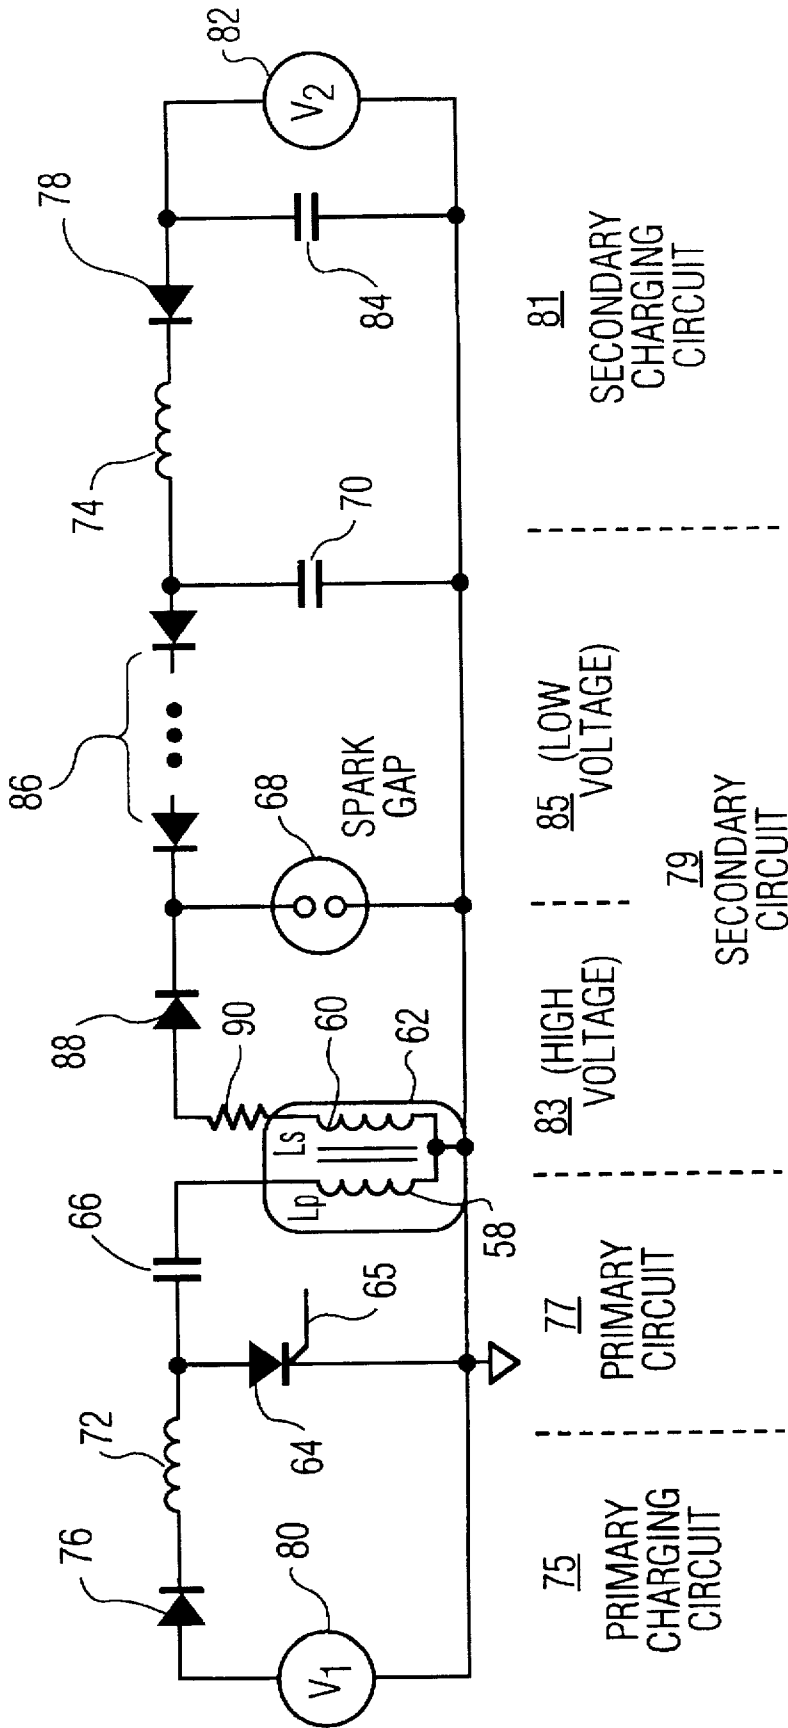 76
72
66
88
86
74
78
82
V1
80
64
65
Lp
Ls
58
60
62
90
68
SPARK
GAP
70
84
V2
75
PRIMARY
CHARGING
CIRCUIT
77
PRIMARY
CIRCUIT
83 (HIGH
VOLTAGE)
85 (LOW
VOLTAGE)
79
SECONDARY
CIRCUIT
81
SECONDARY
CHARGING
CIRCUIT